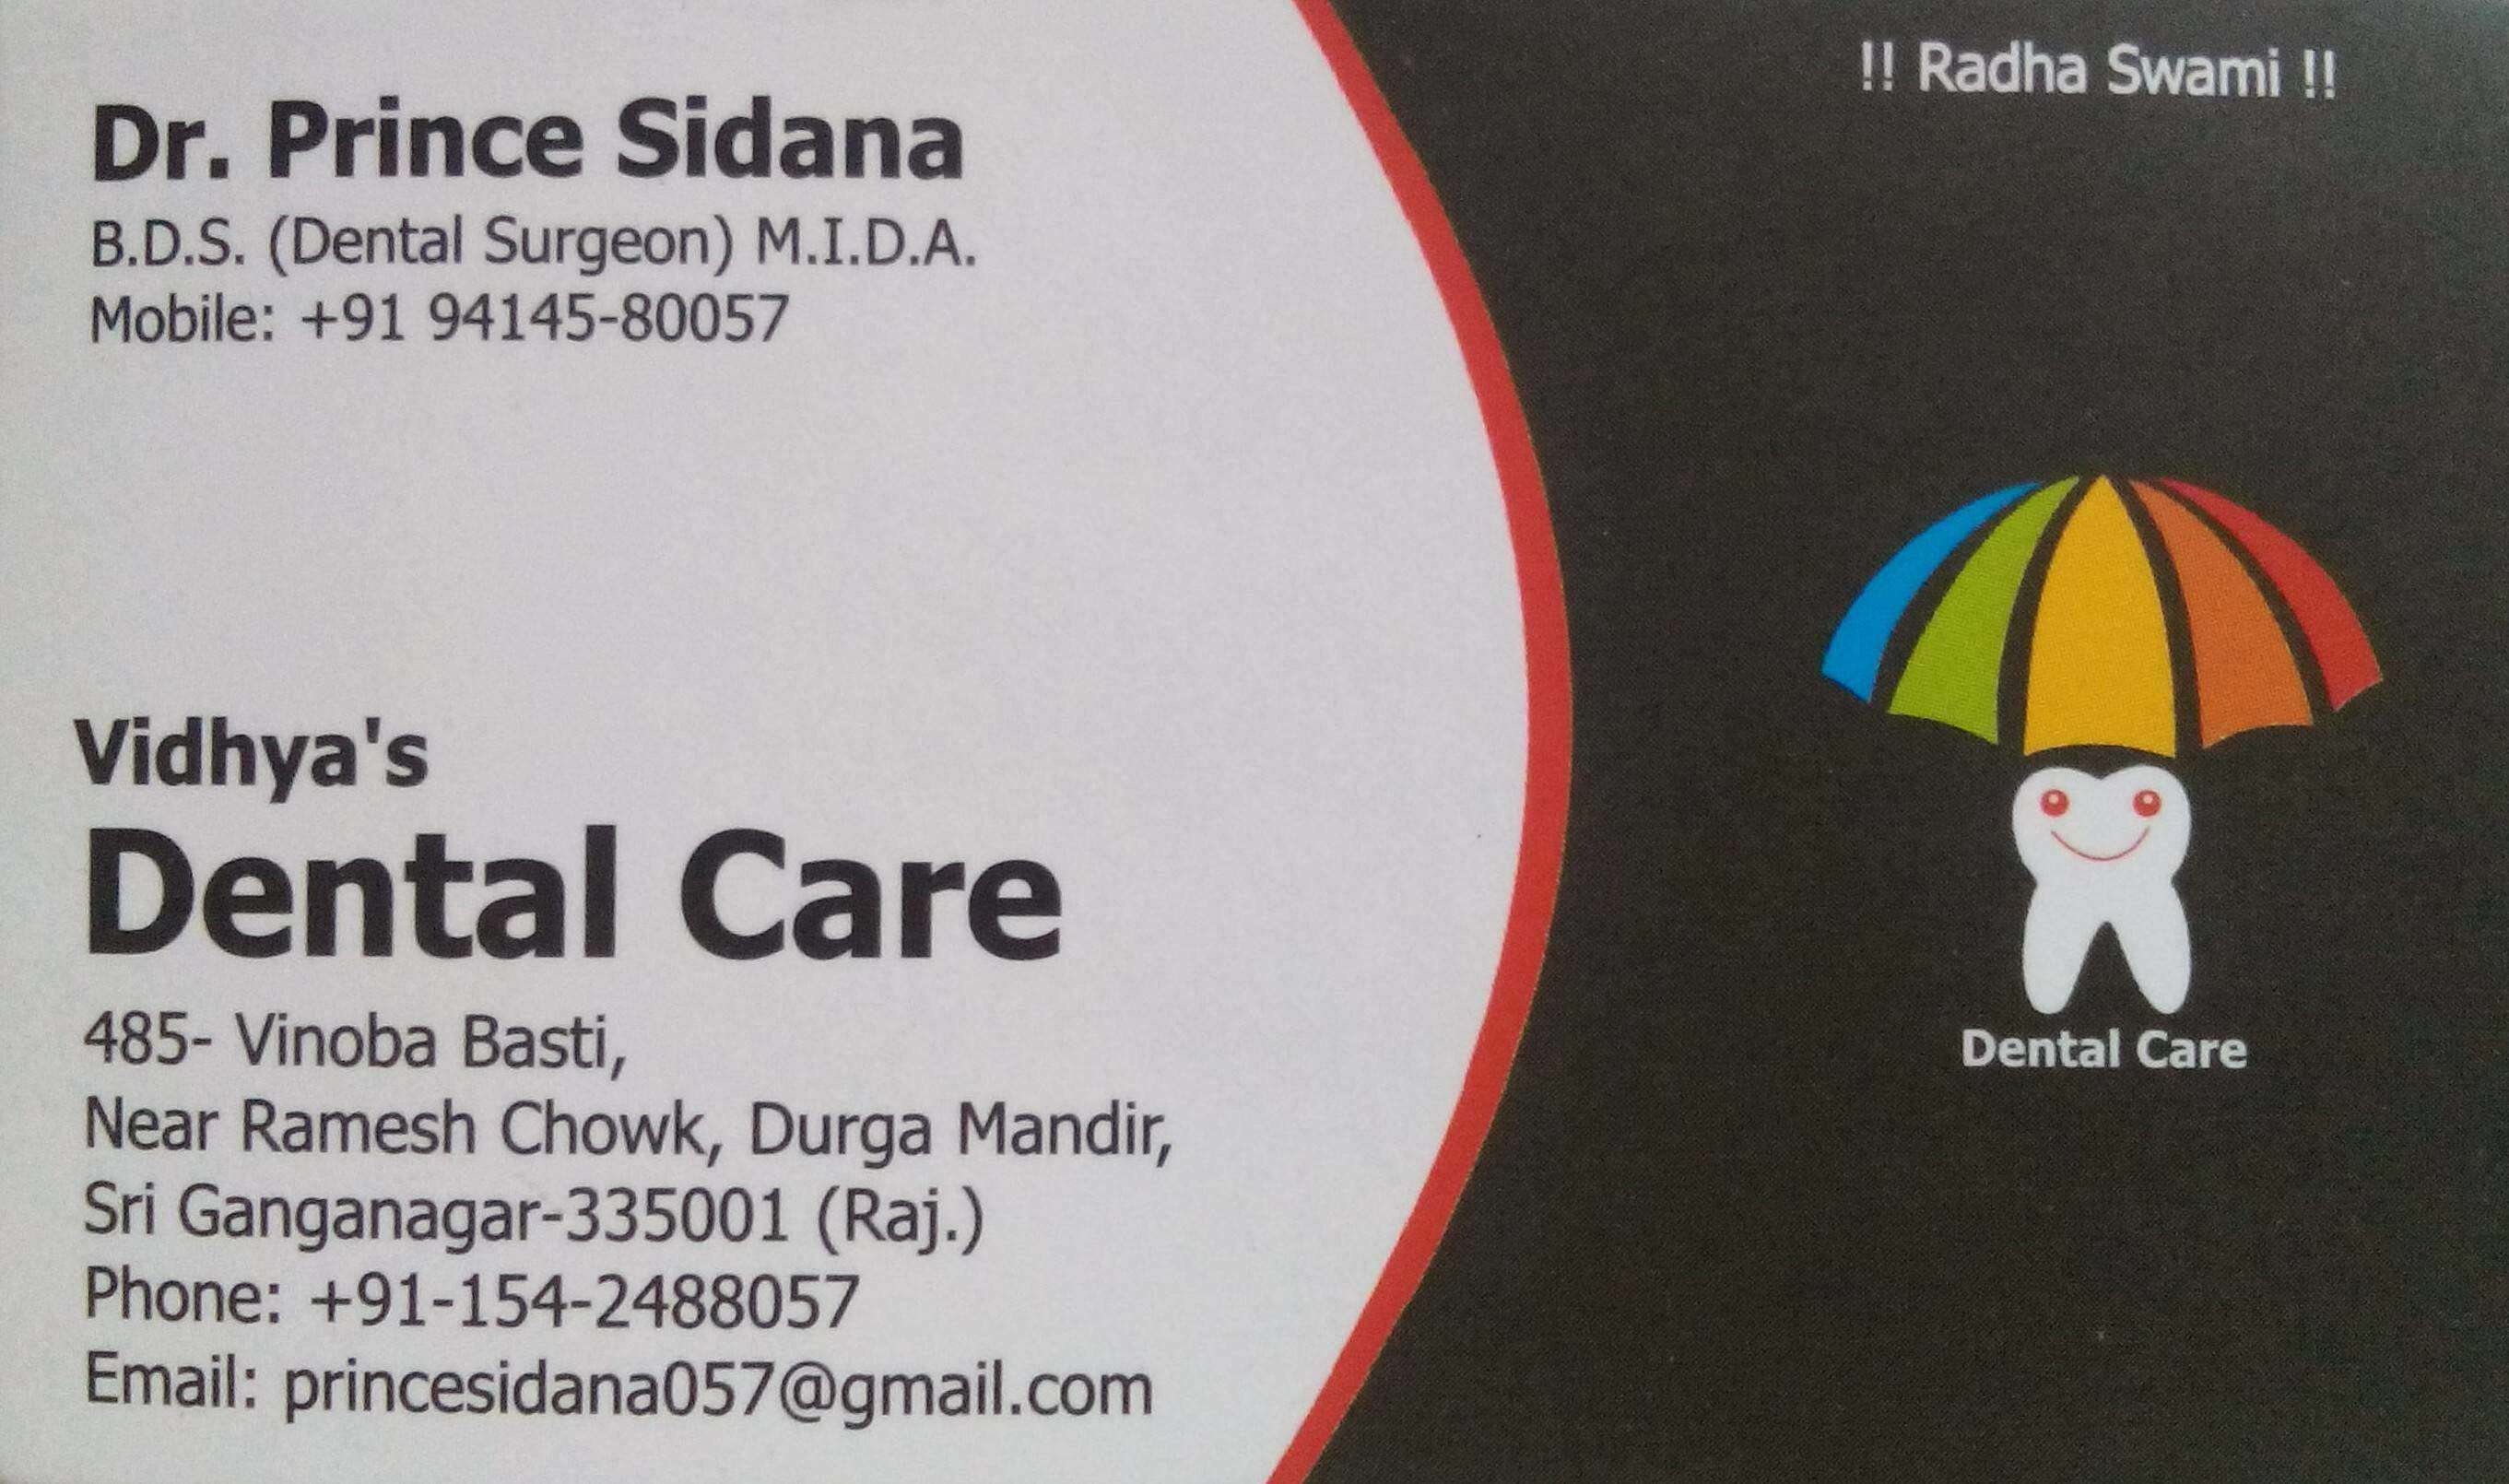 !! Radha Swami !!
Dr. Prince Sidana
B.D.S. (Dental Surgeon) M.I.D.A.
Mobile: +91 94145-80057
Vidhya's
Dental Care
485- Vinoba Basti,
Near Ramesh Chowk, Durga Mandir,
Sri Ganganagar-335001 (Raj.)
Phone: +91-154-2488057
Email: princesidana057@gmail.com
Dental Care